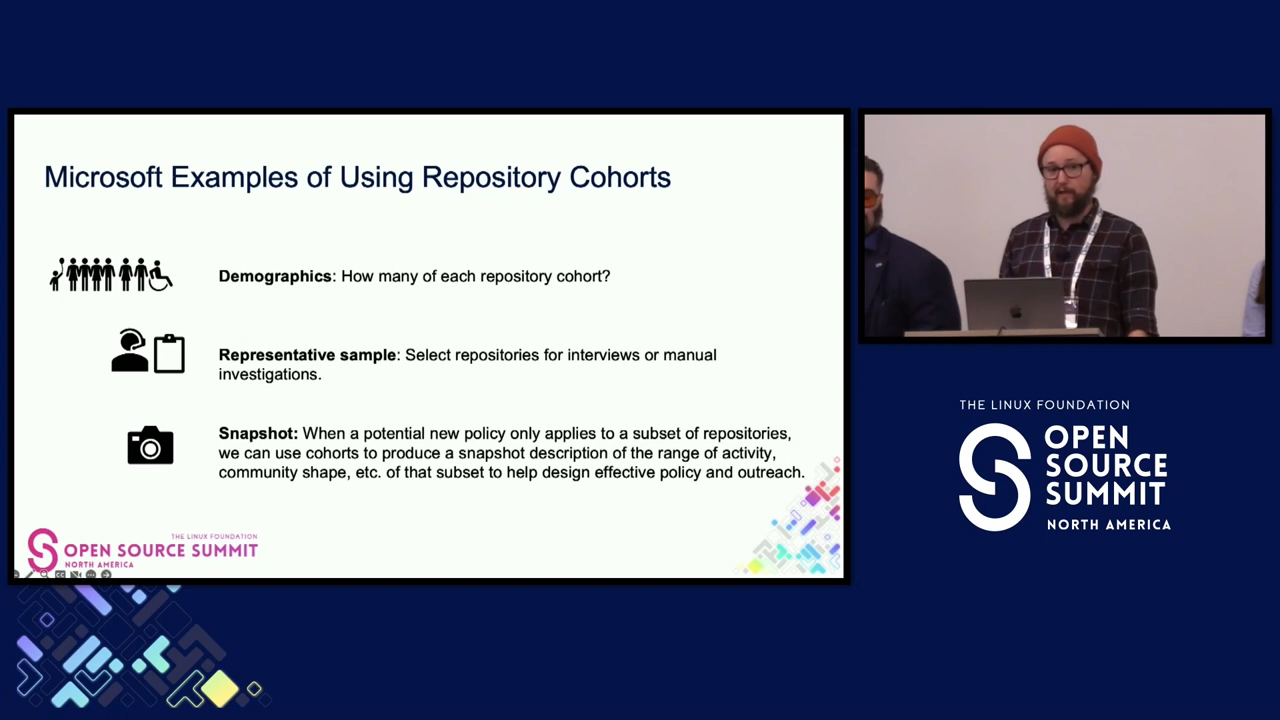 Microsoft Examples of Using Repository Cohorts
Demographics: How many of each repository cohort?
Representative sample: Select repositories for interviews or manual
investigations.
Snapshot: When a potential new policy only applies to a subset of repositories,
we can use cohorts to produce a snapshot description of the range of activity,
community shape, etc. of that subset to help design effective policy and outreach.
THE LINUX FOUNDATION
OPEN SOURCE SUMMIT
NORTH AMERICA
THE LINUX FOUNDATION
OPEN
SOURCE
SUMMIT
NORTH AMERICA